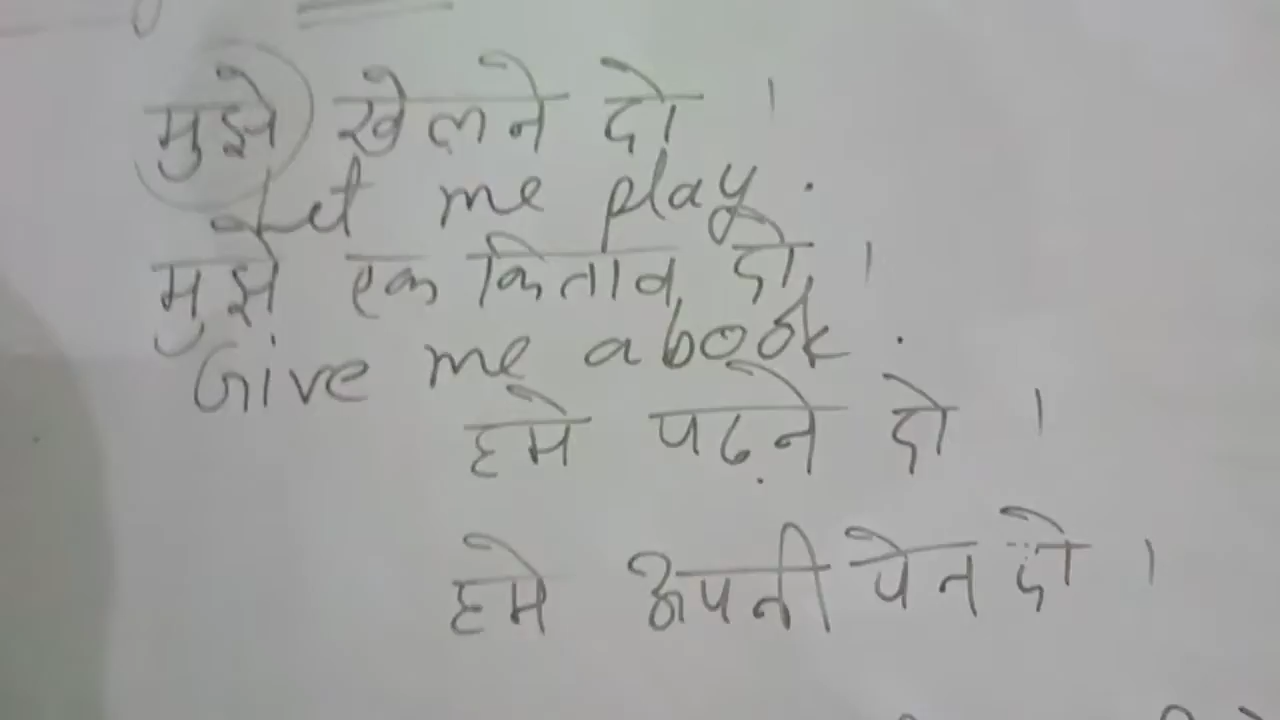 मुझे खेलने दो ।
Let me play .
मुझे एक किताब दो ।
Give me a book .
हमे पढ़ने दो ।
हमे अपनी पेन दो ।